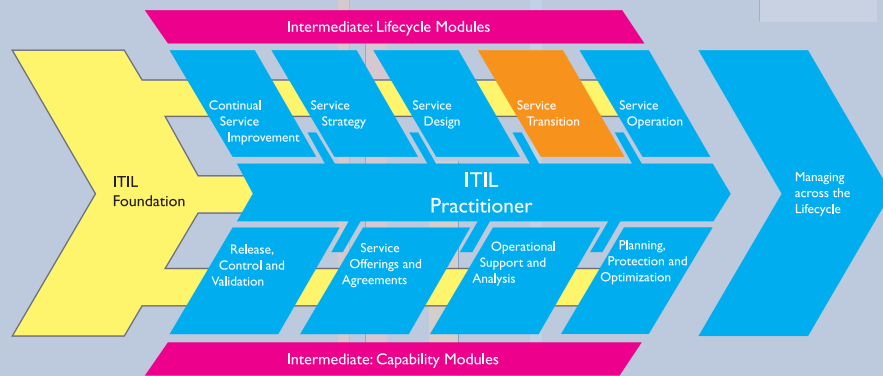 Intermediate: Lifecycle Modules
Continual
Service
Improvement
Service
Strategy
Service
Design
Service
Transition
Service
Operation
ITIL
Foundation
ITIL
Practitioner
Managing
across the
Lifecycle
Release,
Control and
Validation
Service
Offerings and
Agreements
Operational
Support and
Analysis
Planning,
Protection and
Optimization
Intermediate: Capability Modules